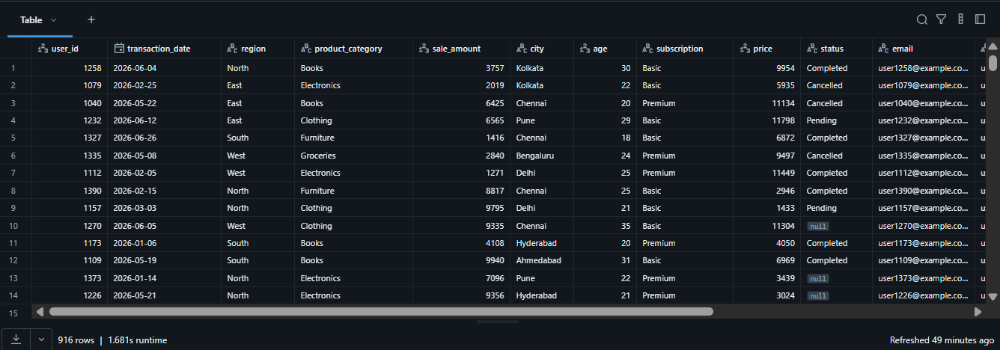 Table
user_id transaction_date region product_category sale_amount city age subscription price status email
1 1258 2026-06-04 North Books 3757 Kolkata 30 Basic 9954 Completed user1258@example.co...
2 1079 2026-02-25 East Electronics 2019 Kolkata 22 Basic 5935 Cancelled user1079@example.co...
3 1040 2026-05-22 East Books 6425 Chennai 20 Premium 11134 Cancelled user1040@example.co...
4 1232 2026-06-12 East Clothing 6565 Pune 29 Basic 11798 Pending user1232@example.co...
5 1327 2026-06-26 South Furniture 1416 Chennai 18 Basic 6872 Completed user1327@example.co...
6 1335 2026-05-08 West Groceries 2840 Bengaluru 24 Premium 9497 Cancelled user1335@example.co...
7 1112 2026-02-05 West Electronics 1271 Delhi 25 Premium 11449 Completed user1112@example.co...
8 1390 2026-02-15 North Furniture 8817 Chennai 25 Basic 2946 Completed user1390@example.co...
9 1157 2026-03-03 North Clothing 9795 Delhi 21 Basic 1433 Pending user1157@example.co...
10 1270 2026-06-05 West Clothing 9335 Chennai 35 Basic 11304 null user1270@example.co...
11 1173 2026-01-06 South Books 4108 Hyderabad 20 Premium 4050 Completed user1173@example.co...
12 1109 2026-05-19 South Books 9940 Ahmedabad 31 Basic 6969 Completed user1109@example.co...
13 1373 2026-01-14 North Electronics 7096 Pune 22 Premium 3439 null user1373@example.co...
14 1226 2026-05-21 North Electronics 9356 Hyderabad 21 Premium 3024 null user1226@example.co...
15
916 rows | 1.681s runtime Refreshed 49 minutes ago